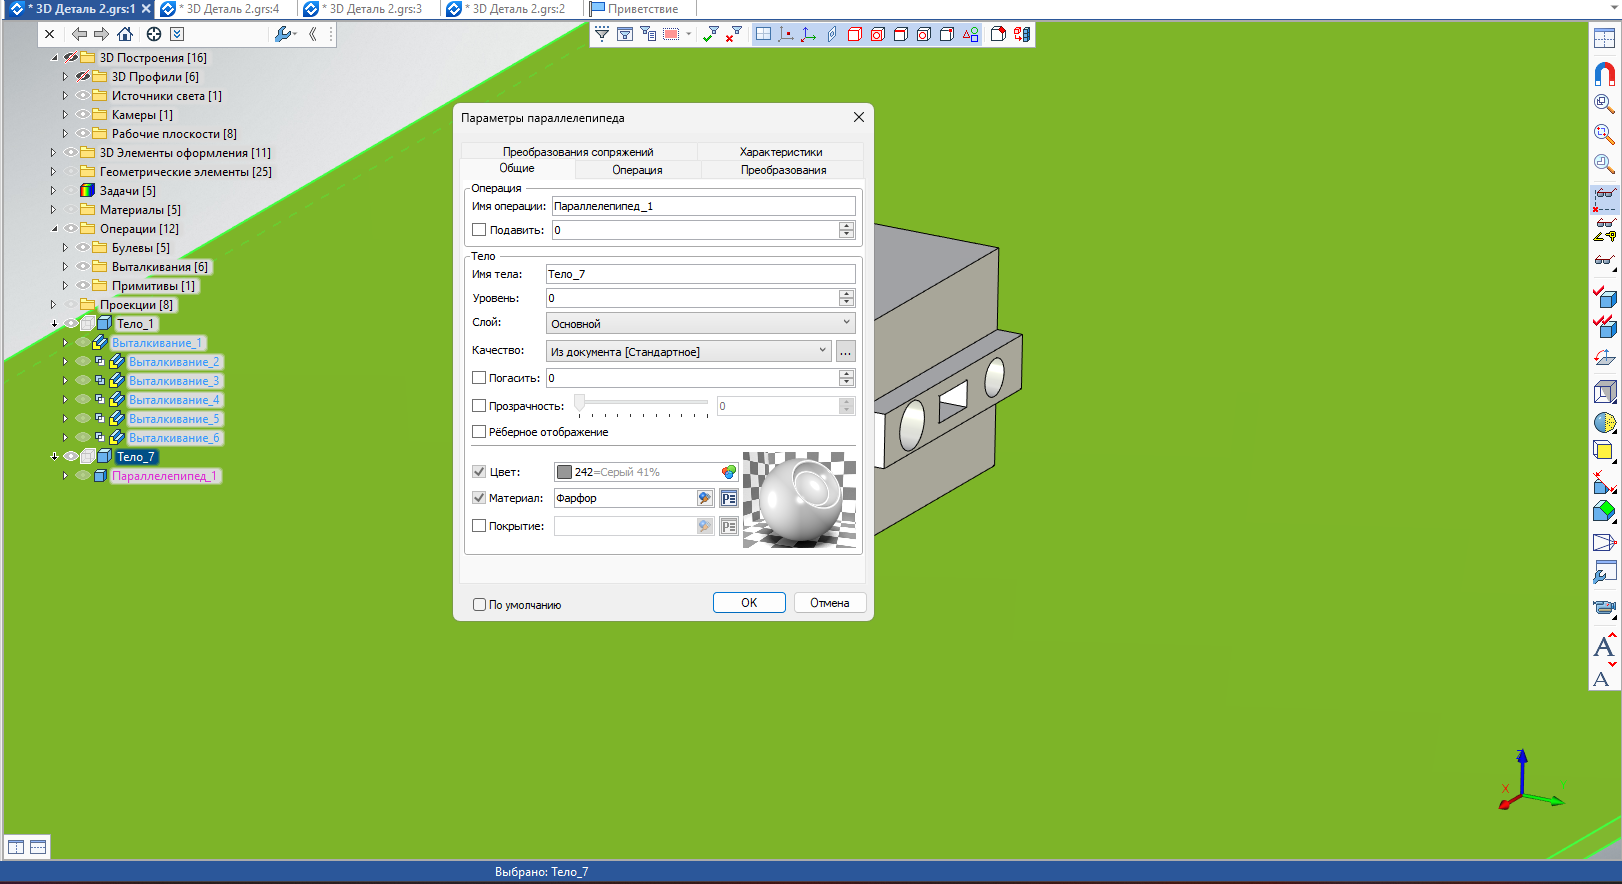 * 3D Деталь 2.grs:1
* 3D Деталь 2.grs:4
* 3D Деталь 2.grs:3
* 3D Деталь 2.grs:2
Приветствие
3D Построения [16]
3D Профили [6]
Источники света [1]
Камеры [1]
Рабочие плоскости [8]
3D Элементы оформления [11]
Геометрические элементы [25]
Задачи [5]
Материалы [5]
Операции [12]
Булевы [5]
Выталкивания [6]
Примитивы [1]
Проекции [8]
Тело_1
Выталкивание_1
Выталкивание_2
Выталкивание_3
Выталкивание_4
Выталкивание_5
Выталкивание_6
Тело_7
Параллелепипед_1
Параметры параллелепипеда
Преобразования сопряжений
Характеристики
Общие
Операция
Преобразования
Операция
Имя операции: Параллелепипед_1
Подавить: 0
Тело
Имя тела: Тело_7
Уровень: 0
Слой: Основной
Качество: Из документа [Стандартное] ...
Погасить: 0
Прозрачность: 0
Рёберное отображение
Цвет: 242=Серый 41%
Материал: Фарфор
Покрытие:
По умолчанию
OK
Отмена
A
A
Z
X
Выбрано: Тело_7